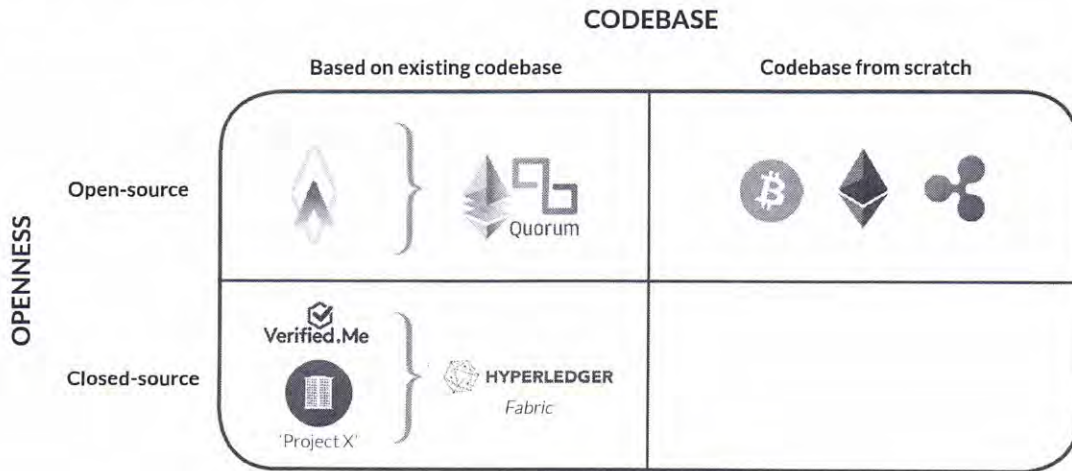 CODEBASE
Based on existing codebase
Codebase from scratch
OPENNESS
Open-source
Quorum
Closed-source
Verified.Me
HYPERLEDGER
Fabric
'Project X'